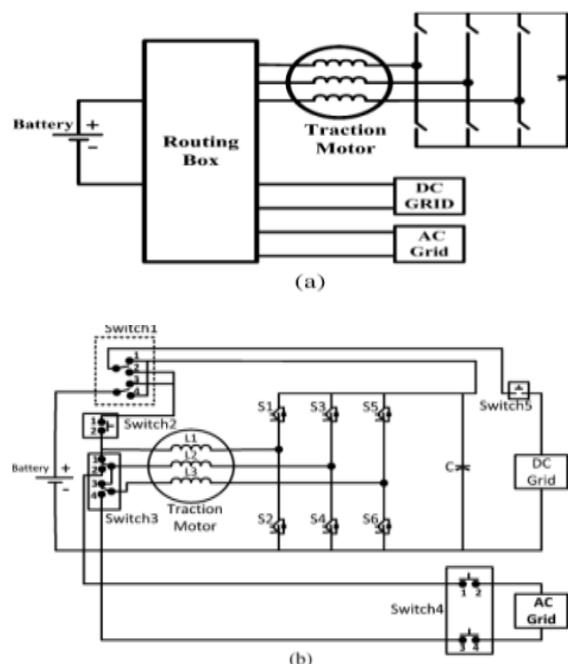 Battery
+
-
Routing
Box
Traction
Motor
DC
GRID
AC
Grid
(a)
Switch1
1
2
3
4
Switch2
1
2
Switch3
1
2
3
4
Battery
+
-
L1
L2
L3
Traction
Motor
S1
S3
S5
S2
S4
S6
C
Switch5
DC
Grid
Switch4
1 2
3 4
AC
Grid
(b)